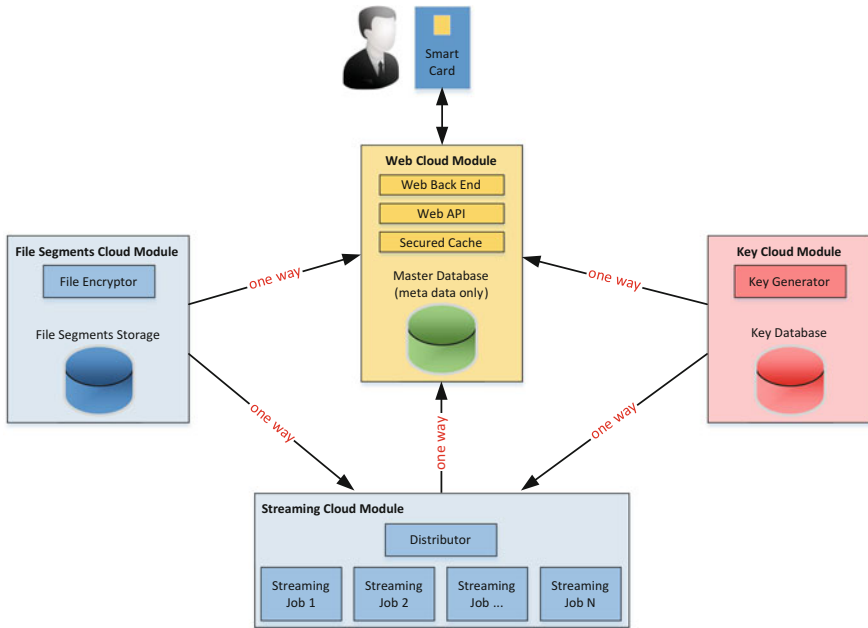 Smart
Card
Web Cloud Module
Web Back End
Web API
Secured Cache
Master Database
(meta data only)
File Segments Cloud Module
File Encryptor
File Segments Storage
Key Cloud Module
Key Generator
Key Database
one way
one way
one way
one way
one way
Streaming Cloud Module
Distributor
Streaming
Job 1
Streaming
Job 2
Streaming
Job ...
Streaming
Job N